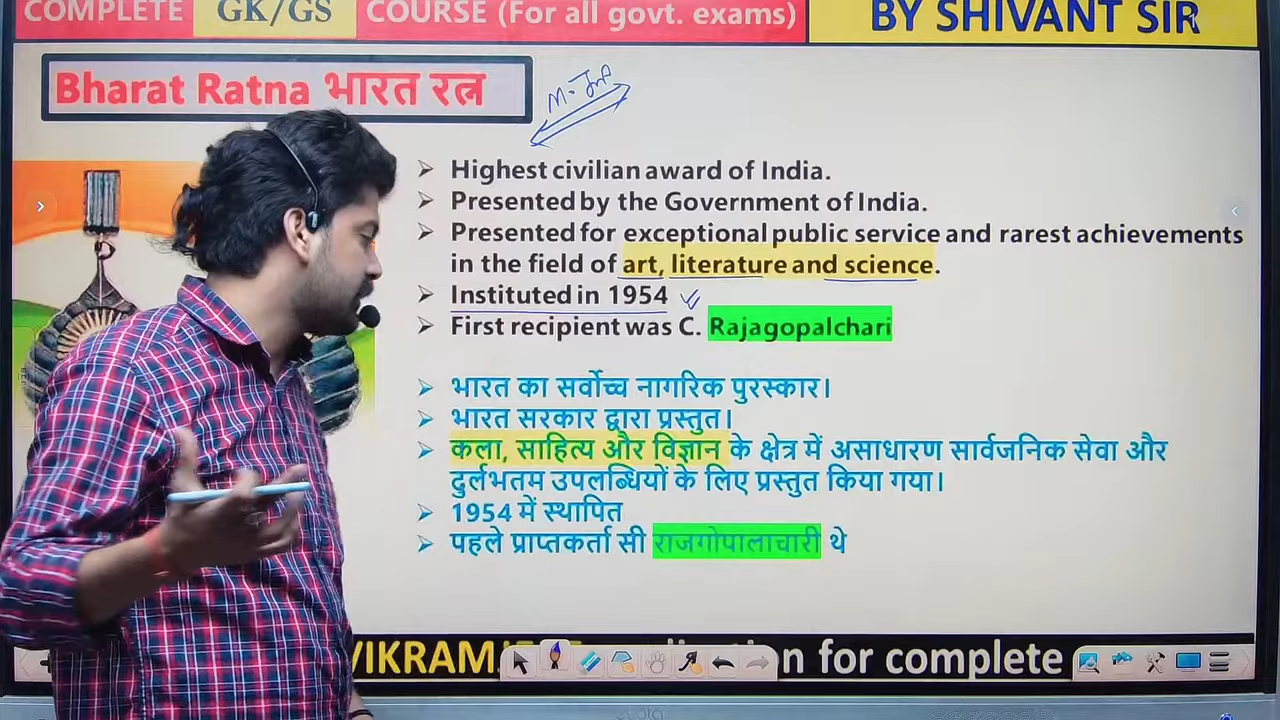 COMPLETE GK/GS COURSE (For all govt. exams) BY SHIVANT SIR
Bharat Ratna भारत रत्न
M. Imp
➢ Highest civilian award of India.
➢ Presented by the Government of India.
➢ Presented for exceptional public service and rarest achievements
in the field of art, literature and science.
➢ Instituted in 1954
➢ First recipient was C. Rajagopalchari
➢ भारत का सर्वोच्च नागरिक पुरस्कार।
➢ भारत सरकार द्वारा प्रस्तुत।
➢ कला, साहित्य और विज्ञान के क्षेत्र में असाधारण सार्वजनिक सेवा और
दुर्लभतम उपलब्धियों के लिए प्रस्तुत किया गया।
➢ 1954 में स्थापित
➢ पहले प्राप्तकर्ता सी राजगोपालाचारी थे
for complete